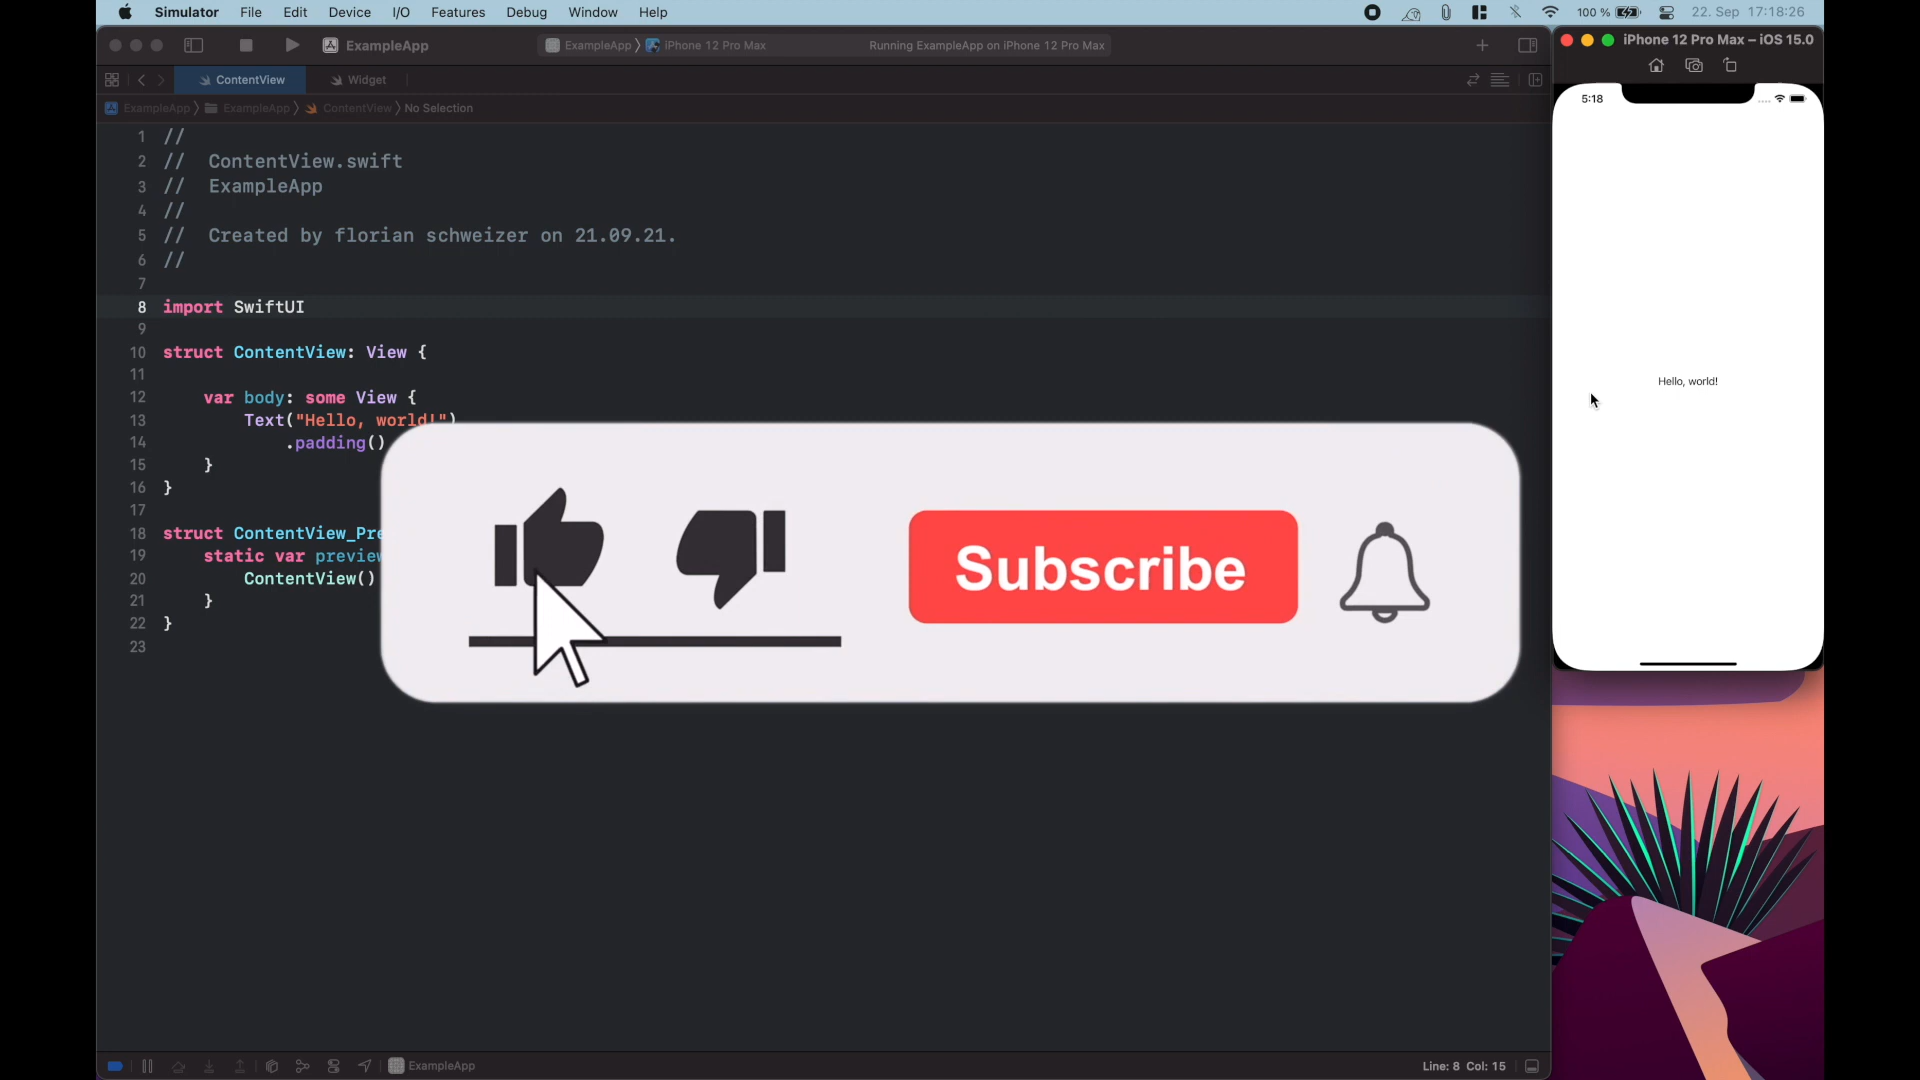 Simulator File Edit Device I/O Features Debug Window Help 100 % 22. Sep 17:18:26
ExampleApp ExampleApp iPhone 12 Pro Max Running ExampleApp on iPhone 12 Pro Max
iPhone 12 Pro Max – iOS 15.0
ContentView Widget
ExampleApp ExampleApp ContentView No Selection
5:18
1 //
2 // ContentView.swift
3 // ExampleApp
4 //
5 // Created by florian schweizer on 21.09.21.
6 //
7
8 import SwiftUI
9
10 struct ContentView: View {
11
12 var body: some View {
13 Text("Hello, world!")
14 .padding()
15 }
16 }
17
18 struct ContentView_Pre
19 static var preview
20 ContentView()
21 }
22 }
23
Subscribe
Hello, world!
ExampleApp Line: 8 Col: 15